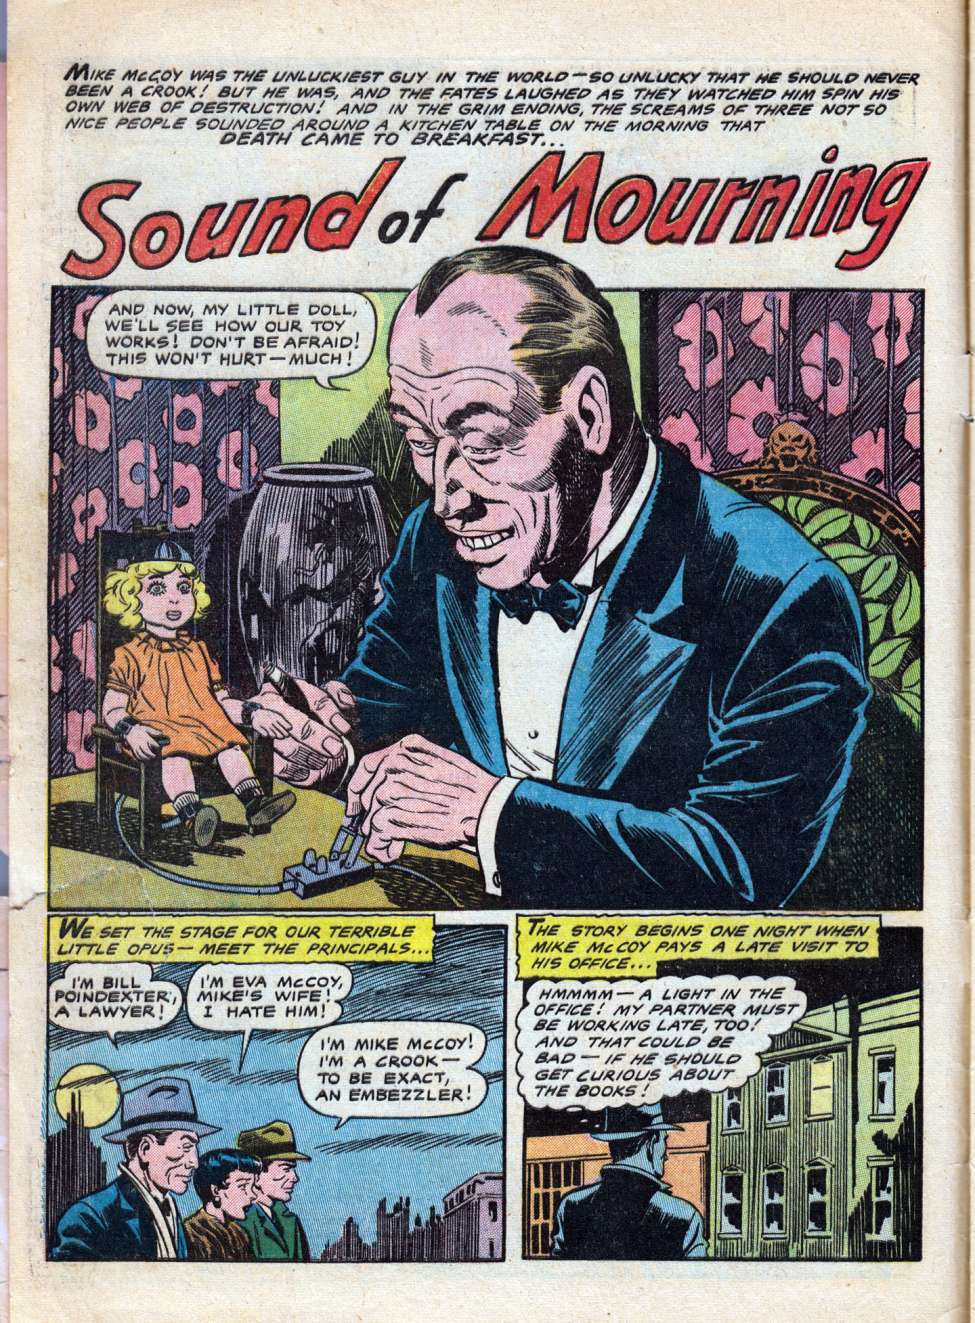 MIKE MCCOY WAS THE UNLUCKIEST GUY IN THE WORLD—SO UNLUCKY THAT HE SHOULD NEVER
BEEN A CROOK! BUT HE WAS, AND THE FATES LAUGHED AS THEY WATCHED HIM SPIN HIS
OWN WEB OF DESTRUCTION! AND IN THE GRIM ENDING, THE SCREAMS OF THREE NOT SO
NICE PEOPLE SOUNDED AROUND A KITCHEN TABLE ON THE MORNING THAT
DEATH CAME TO BREAKFAST...
Sound of Mourning
AND NOW, MY LITTLE DOLL,
WE'LL SEE HOW OUR TOY
WORKS! DON'T BE AFRAID!
THIS WON'T HURT—MUCH!
WE SET THE STAGE FOR OUR TERRIBLE
LITTLE OPUS— MEET THE PRINCIPALS...
I'M BILL
POINDEXTER,
A LAWYER!
I'M EVA MCCOY,
MIKE'S WIFE!
I HATE HIM!
I'M MIKE MCCOY!
I'M A CROOK—
TO BE EXACT,
AN EMBEZZLER!
THE STORY BEGINS ONE NIGHT WHEN
MIKE MCCOY PAYS A LATE VISIT TO
HIS OFFICE...
HMMMM— A LIGHT IN THE
OFFICE! MY PARTNER MUST
BE WORKING LATE, TOO!
AND THAT COULD BE
BAD— IF HE SHOULD
GET CURIOUS ABOUT
THE BOOKS!